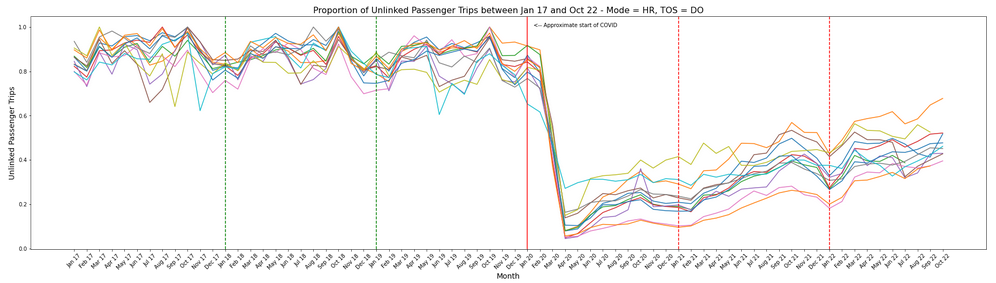 Proportion of Unlinked Passenger Trips between Jan 17 and Oct 22 - Mode = HR, TOS = DO
<-- Approximate start of COVID
Unlinked Passenger Trips
1.0
0.8
0.6
0.4
0.2
0.0
Jan 17 Feb 17 Mar 17 Apr 17 May 17 Jun 17 Jul 17 Aug 17 Sep 17 Oct 17 Nov 17 Dec 17 Jan 18 Feb 18 Mar 18 Apr 18 May 18 Jun 18 Jul 18 Aug 18 Sep 18 Oct 18 Nov 18 Dec 18 Jan 19 Feb 19 Mar 19 Apr 19 May 19 Jun 19 Jul 19 Aug 19 Sep 19 Oct 19 Nov 19 Dec 19 Jan 20 Feb 20 Mar 20 Apr 20 May 20 Jun 20 Jul 20 Aug 20 Sep 20 Oct 20 Nov 20 Dec 20 Jan 21 Feb 21 Mar 21 Apr 21 May 21 Jun 21 Jul 21 Aug 21 Sep 21 Oct 21 Nov 21 Dec 21 Jan 22 Feb 22 Mar 22 Apr 22 May 22 Jun 22 Jul 22 Aug 22 Sep 22 Oct 22
Month